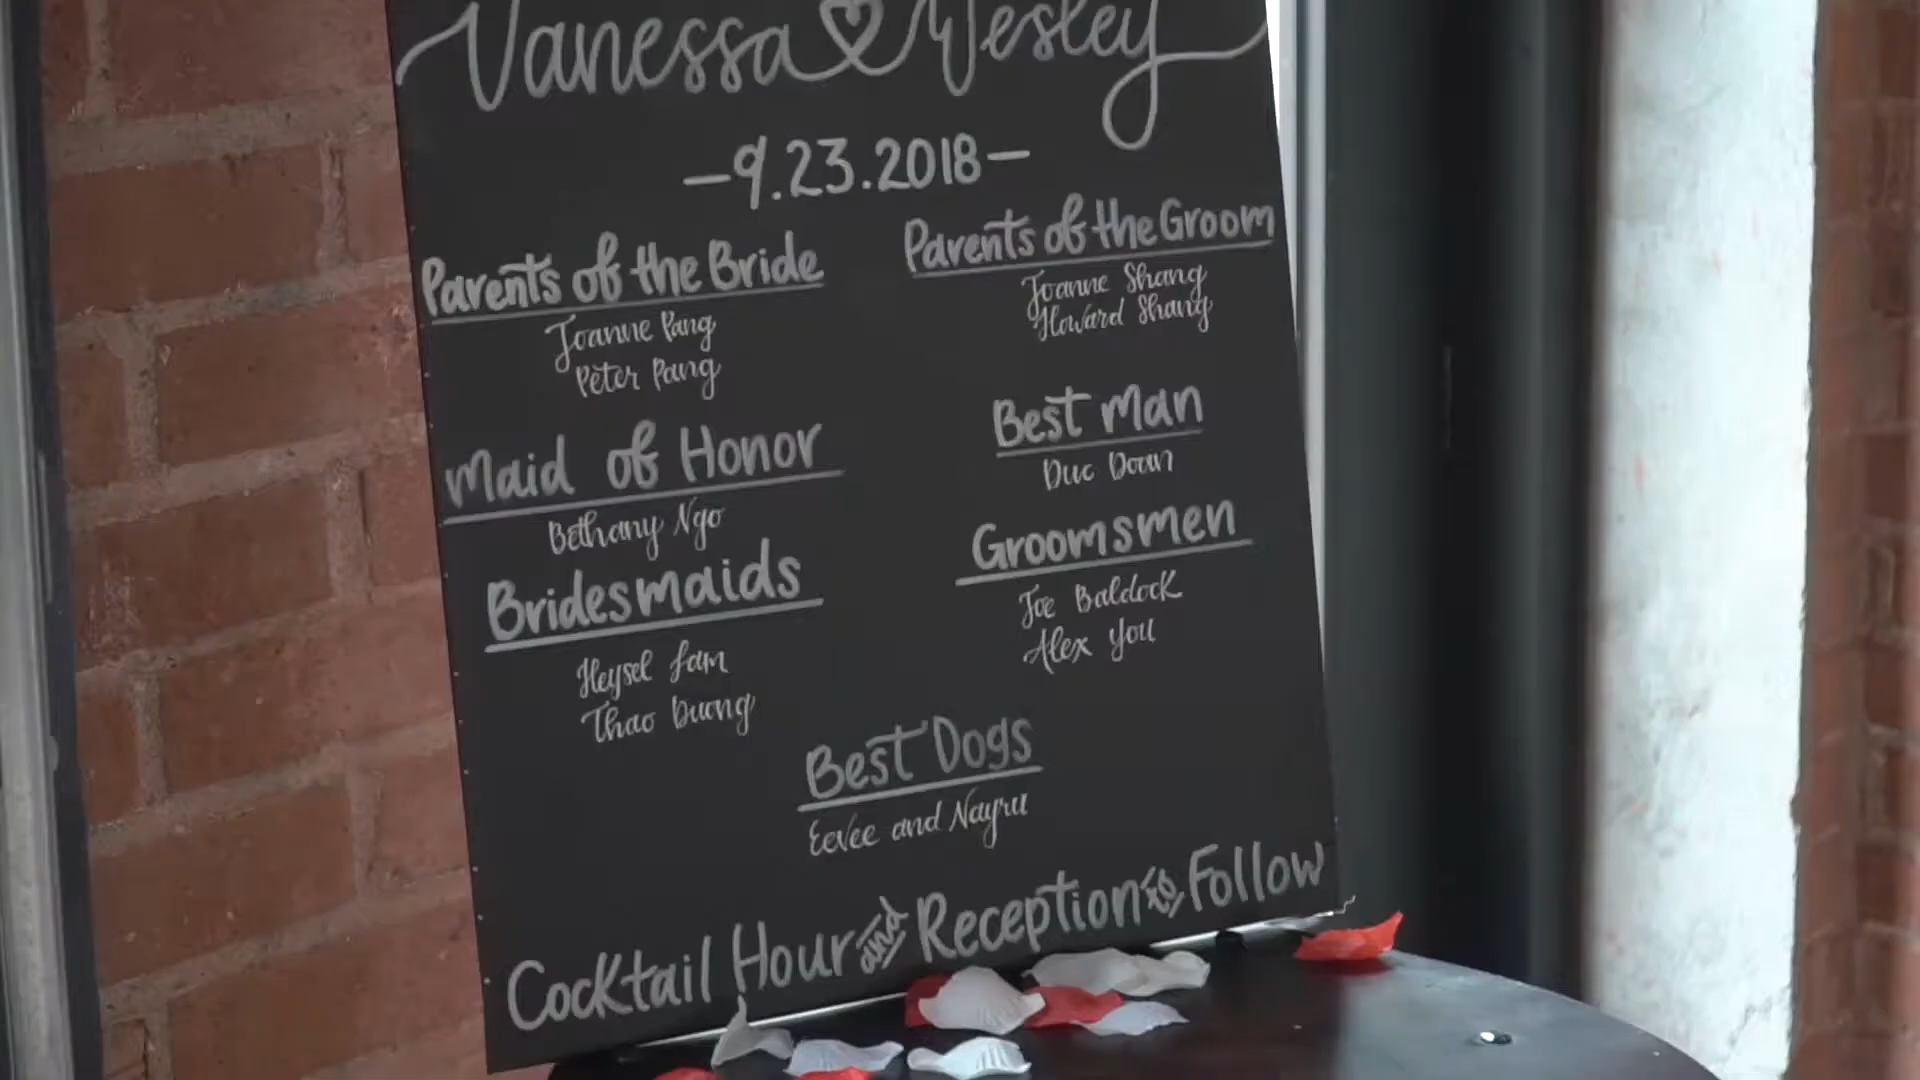 Vanessa Wesley
-9.23.2018-
Parents of the Bride
Joanne Pang
Peter Pang
Parents of the Groom
Joanne Shang
Howard Shang
Maid of Honor
Bethany Ngo
Best Man
Duc Doan
Bridesmaids
Heysel Lam
Thao Duong
Groomsmen
Joe Baldock
Alex You
Best Dogs
Eevee and Nayru
Cocktail Hour and Reception to Follow